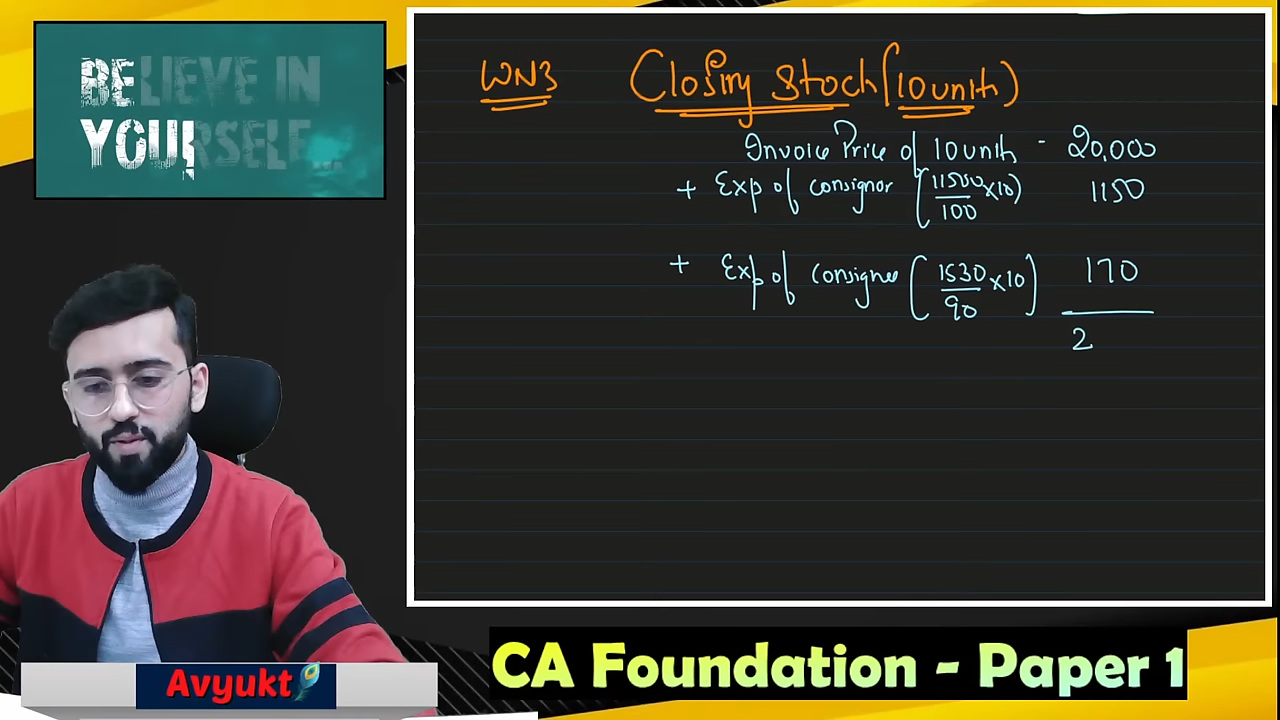 BELIEVE IN
YOURSELF...
WN3 Closing Stock (10 units)
Invoice Price of 10 units - 20,000
+ Exp of consignor (11500/100 ×10) 1150
+ Exp of consignee (1530/90 ×10) 170
2
Avyukt
CA Foundation - Paper 1